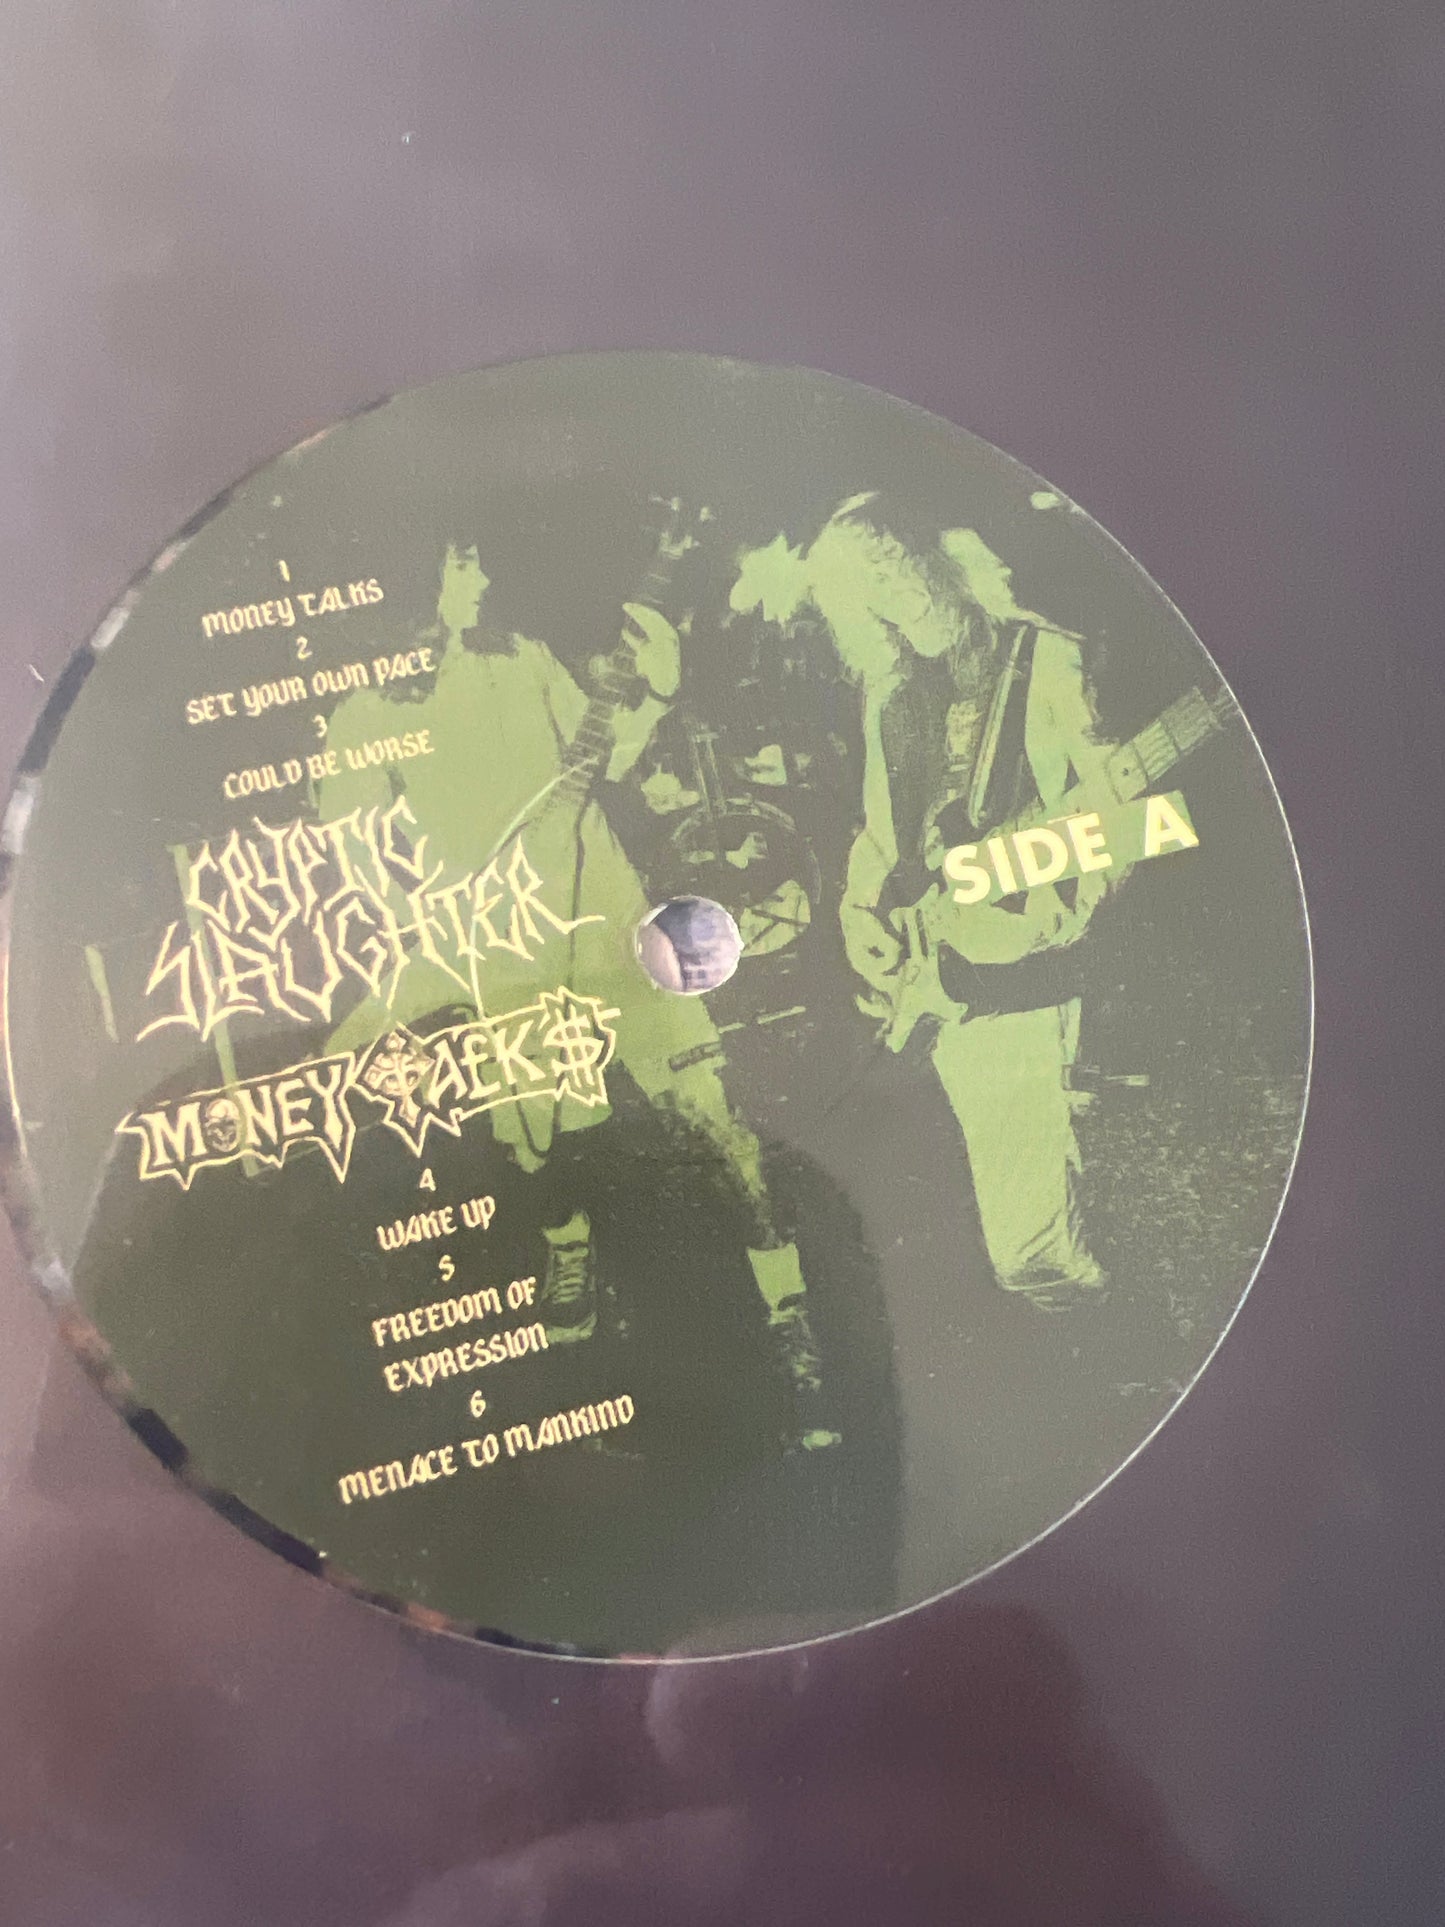 1
MONEY TALKS
2
SET YOUR OWN PACE
3
COULD BE WORSE
CRYPTIC
SLAUGHTER
MONEY TALK$
4
WAKE UP
5
FREEDOM OF
EXPRESSION
6
MENACE TO MANKIND
SIDE A